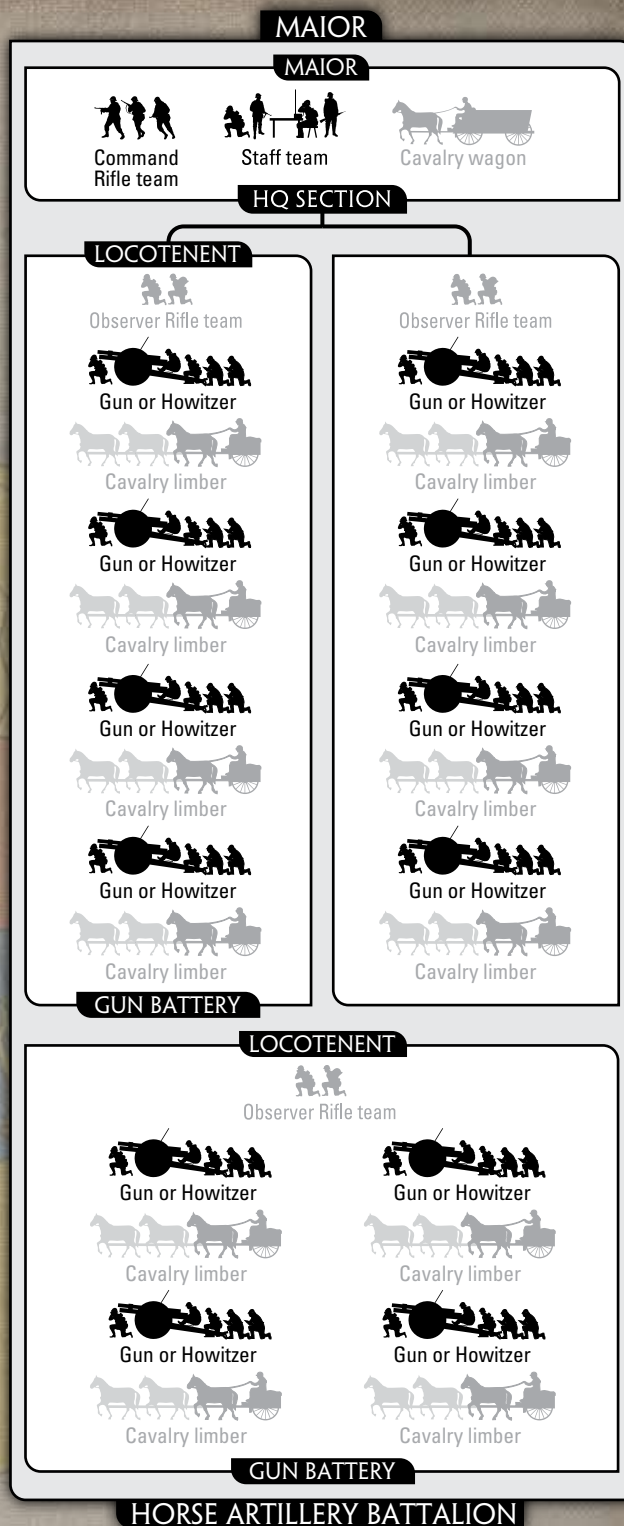 MAIOR
MAIOR
Command
Rifle team
Staff team
Cavalry wagon
HQ SECTION
LOCOTENENT
Observer Rifle team
Gun or Howitzer
Cavalry limber
Gun or Howitzer
Cavalry limber
Gun or Howitzer
Cavalry limber
Gun or Howitzer
Cavalry limber
GUN BATTERY
Observer Rifle team
Gun or Howitzer
Cavalry limber
Gun or Howitzer
Cavalry limber
Gun or Howitzer
Cavalry limber
Gun or Howitzer
Cavalry limber
LOCOTENENT
Observer Rifle team
Gun or Howitzer
Gun or Howitzer
Cavalry limber
Cavalry limber
Gun or Howitzer
Gun or Howitzer
Cavalry limber
Cavalry limber
GUN BATTERY
HORSE ARTILLERY BATTALION